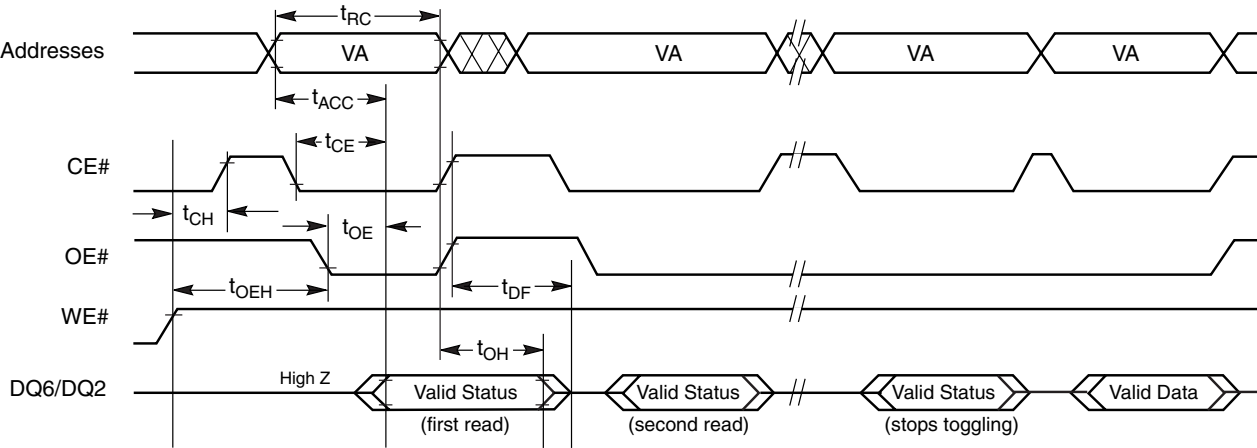 tRC
Addresses VA VA VA VA
tACC
tCE
CE#
tCH
tOE
OE#
tOEH
tDF
WE#
tOH
DQ6/DQ2 High Z Valid Status Valid Status Valid Status Valid Data
(first read) (second read) (stops toggling)